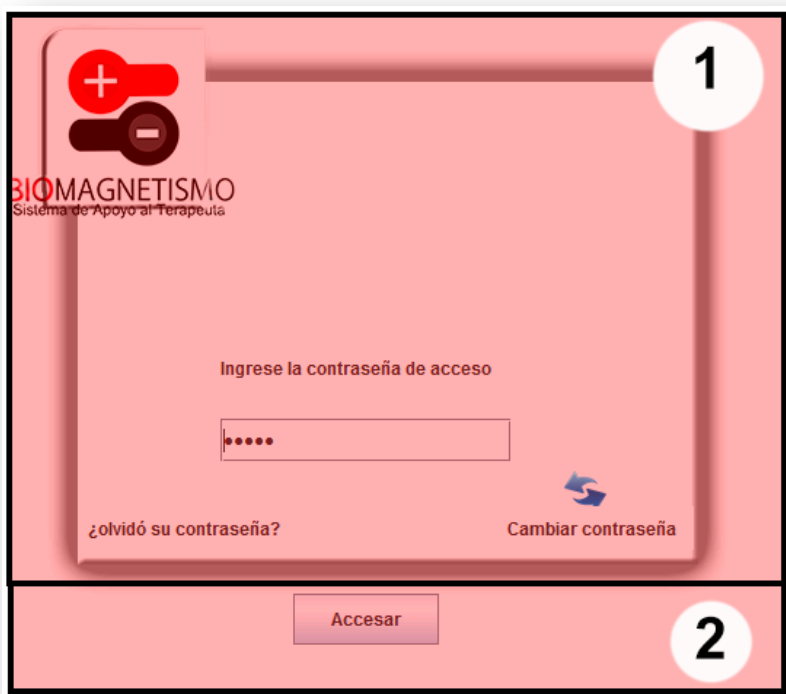 1
+
-
BIOMAGNETISMO
Sistema de Apoyo al Terapeuta
Ingrese la contraseña de acceso
•••••
¿olvidó su contraseña?
Cambiar contraseña
Accesar
2